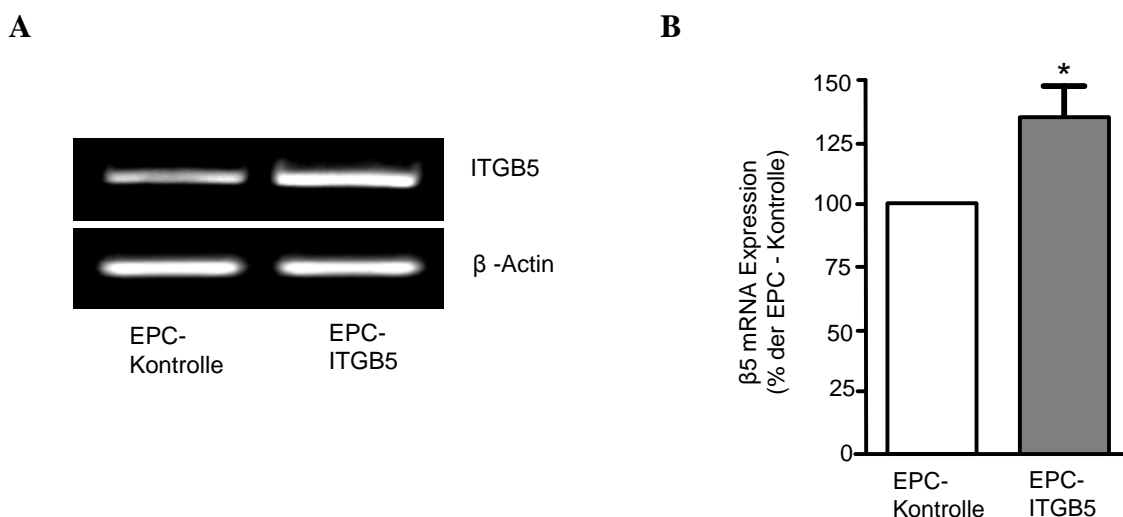 A
ITGB5
β -Actin
EPC-
Kontrolle
EPC-
ITGB5
B
β5 mRNA Expression
(% der EPC - Kontrolle)
150
125
100
75
50
25
0
*
EPC-
Kontrolle
EPC-
ITGB5